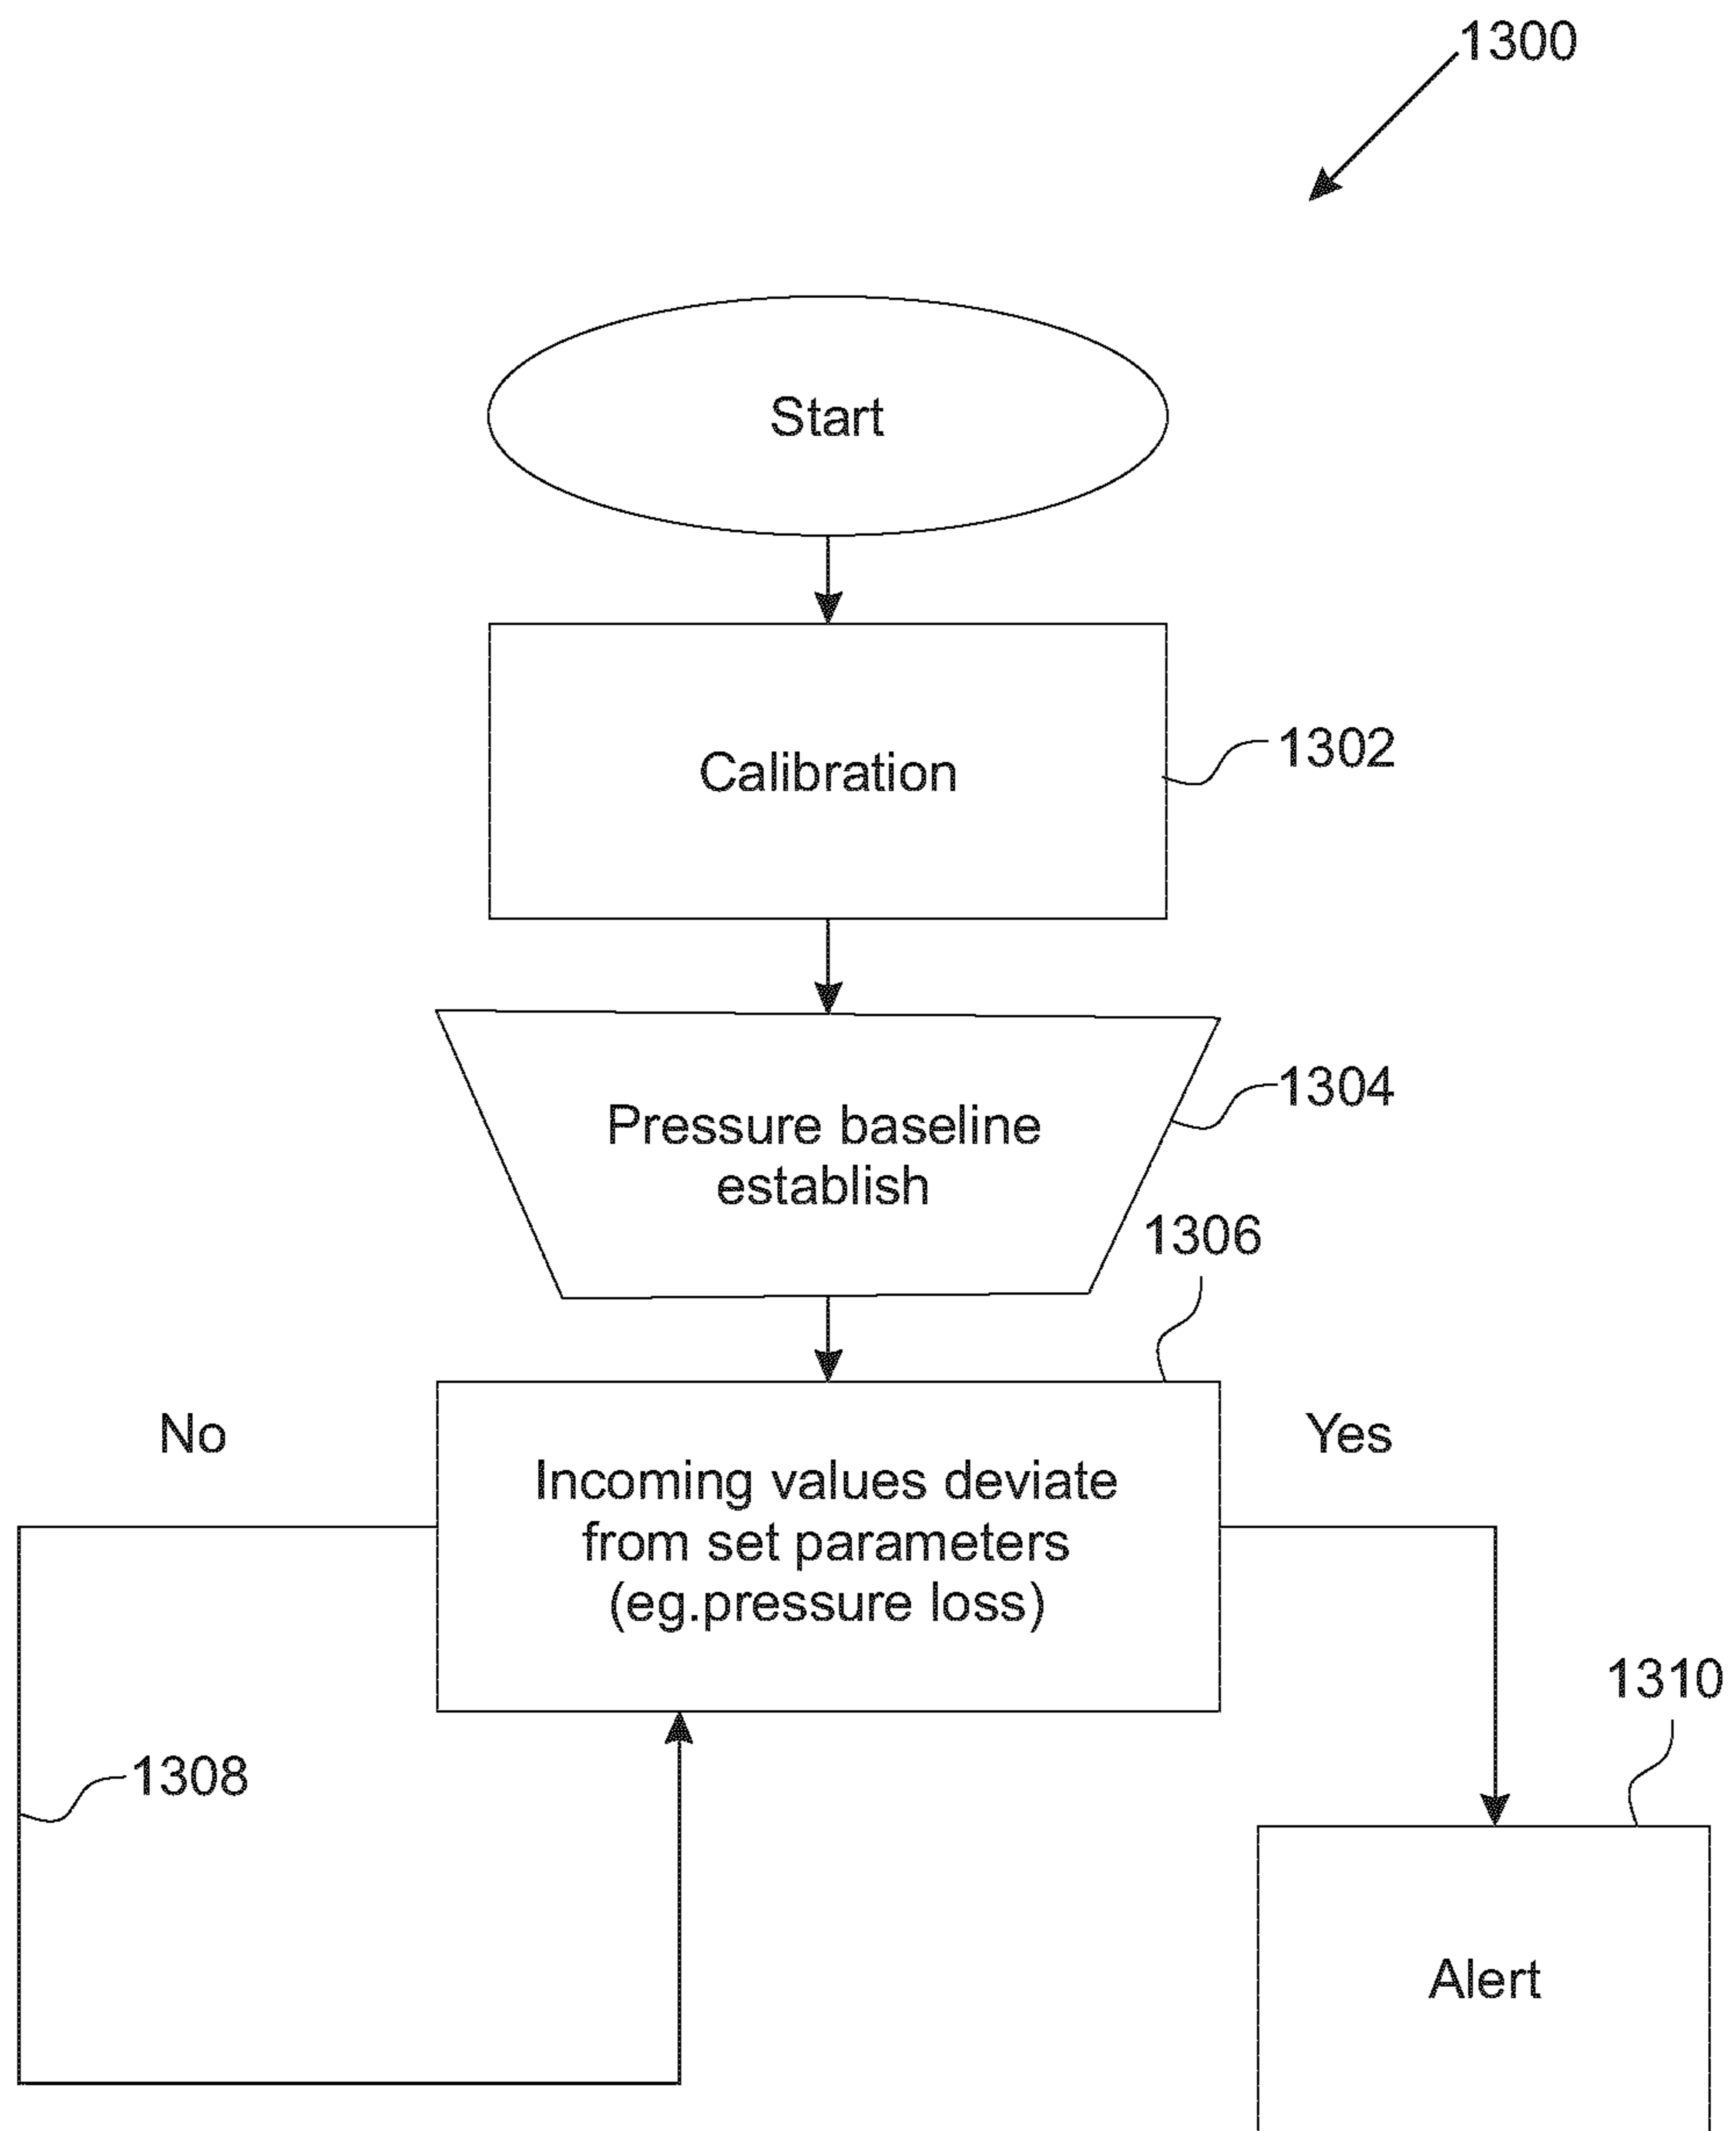 1300
Start
Calibration
1302
Pressure baseline
establish
1304
1306
No
Yes
Incoming values deviate
from set parameters
(eg.pressure loss)
1308
1310
Alert